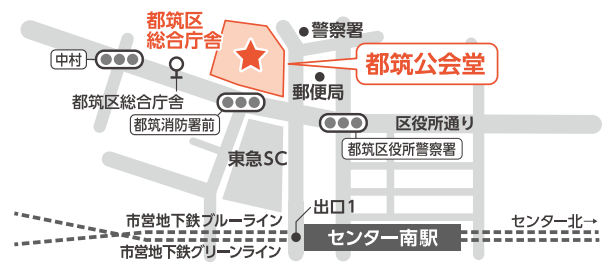 都筑区
総合庁舎
警察署
中村
都筑公会堂
都筑区総合庁舎
郵便局
都筑消防署前
区役所通り
都筑区役所警察署
東急SC
出口1
市営地下鉄ブルーライン
センター北→
センター南駅
市営地下鉄グリーンライン